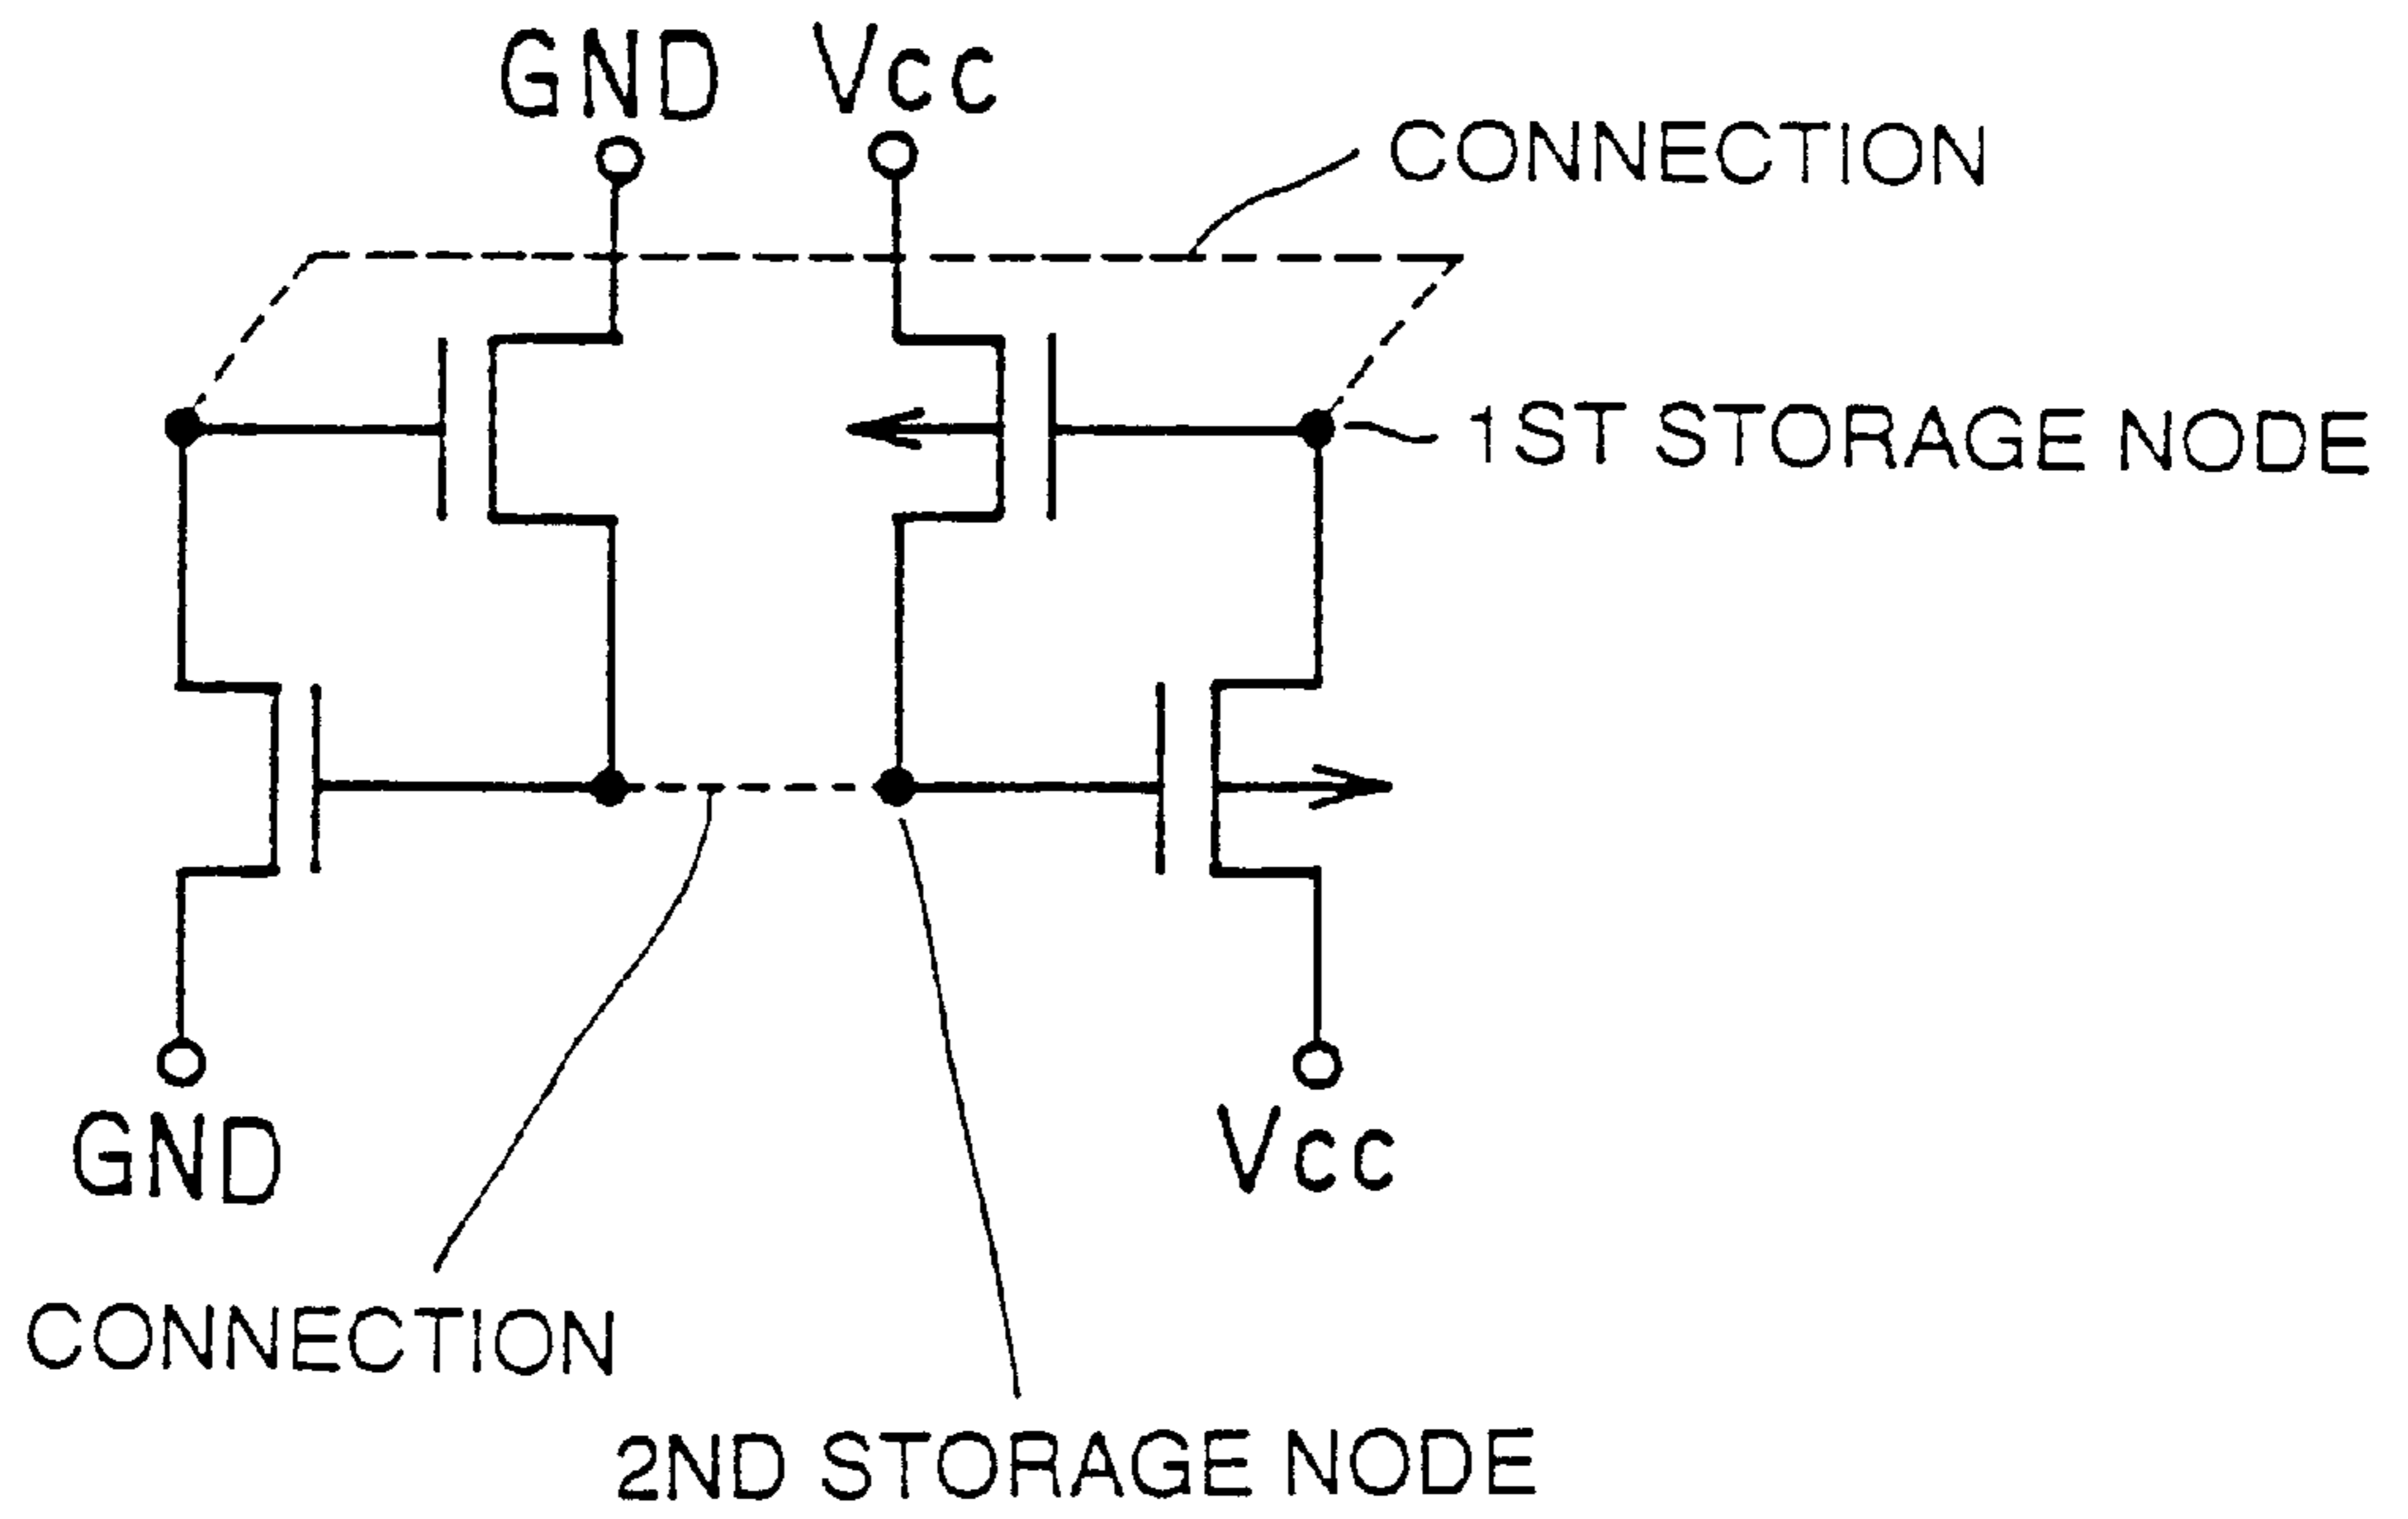 GND Vcc
CONNECTION
1ST STORAGE NODE
GND
Vcc
CONNECTION
2ND STORAGE NODE